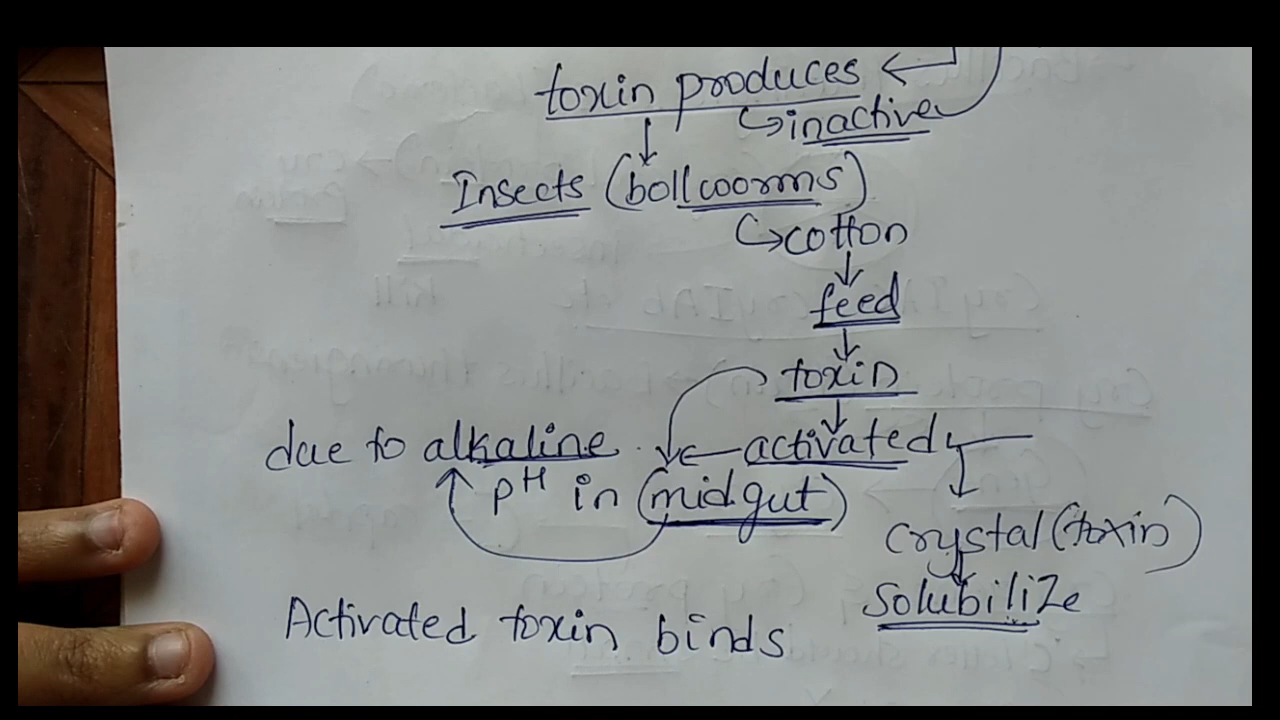 toxin produces
inactive
Insects (bollwoorms)
cotton
feed
toxin
due to alkaline activated
pH in (midgut)
crystal (toxin)
solubilize
Activated toxin binds